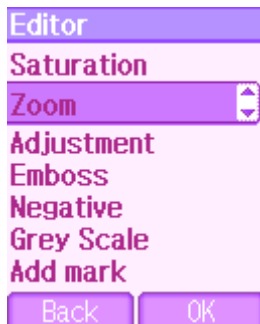 Editor
Saturation
Zoom
Adjustment
Emboss
Negative
Grey Scale
Add mark
Back OK